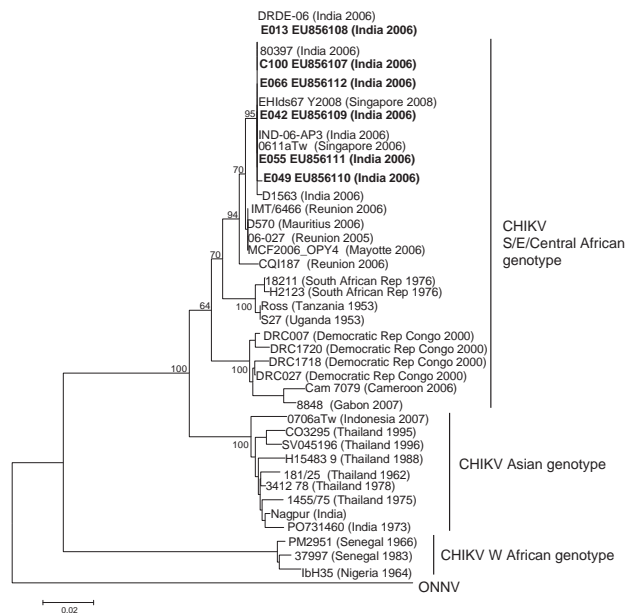 DRDE-06 (India 2006)
E013 EU856108 (India 2006)
80397 (India 2006)
C100 EU856107 (India 2006)
E066 EU856112 (India 2006)
EHIds67 Y2008 (Singapore 2008)
95
E042 EU856109 (India 2006)
IND-06-AP3 (India 2006)
0611aTw (Singapore 2006)
E055 EU856111 (India 2006)
70
E049 EU856110 (India 2006)
D1563 (India 2006)
IMT/6466 (Reunion 2006)
94
D570 (Mauritius 2006)
06-027 (Reunion 2005)
MCF2006_OPY4 (Mayotte 2006)
70
CQI187 (Reunion 2006)
CHIKV
S/E/Central African
genotype
18211 (South African Rep 1976)
H2123 (South African Rep 1976)
64
100
Ross (Tanzania 1953)
S27 (Uganda 1953)
DRC007 (Democratic Rep Congo 2000)
DRC1720 (Democratic Rep Congo 2000)
DRC1718 (Democratic Rep Congo 2000)
100
100
DRC027 (Democratic Rep Congo 2000)
Cam 7079 (Cameroon 2006)
8848 (Gabon 2007)
0706aTw (Indonesia 2007)
CO3295 (Thailand 1995)
100
SV045196 (Thailand 1996)
H15483 9 (Thailand 1988)
CHIKV Asian genotype
181/25 (Thailand 1962)
3412 78 (Thailand 1978)
1455/75 (Thailand 1975)
Nagpur (India)
PO731460 (India 1973)
PM2951 (Senegal 1966)
37997 (Senegal 1983)
CHIKV W African genotype
IbH35 (Nigeria 1964)
ONNV
0.02